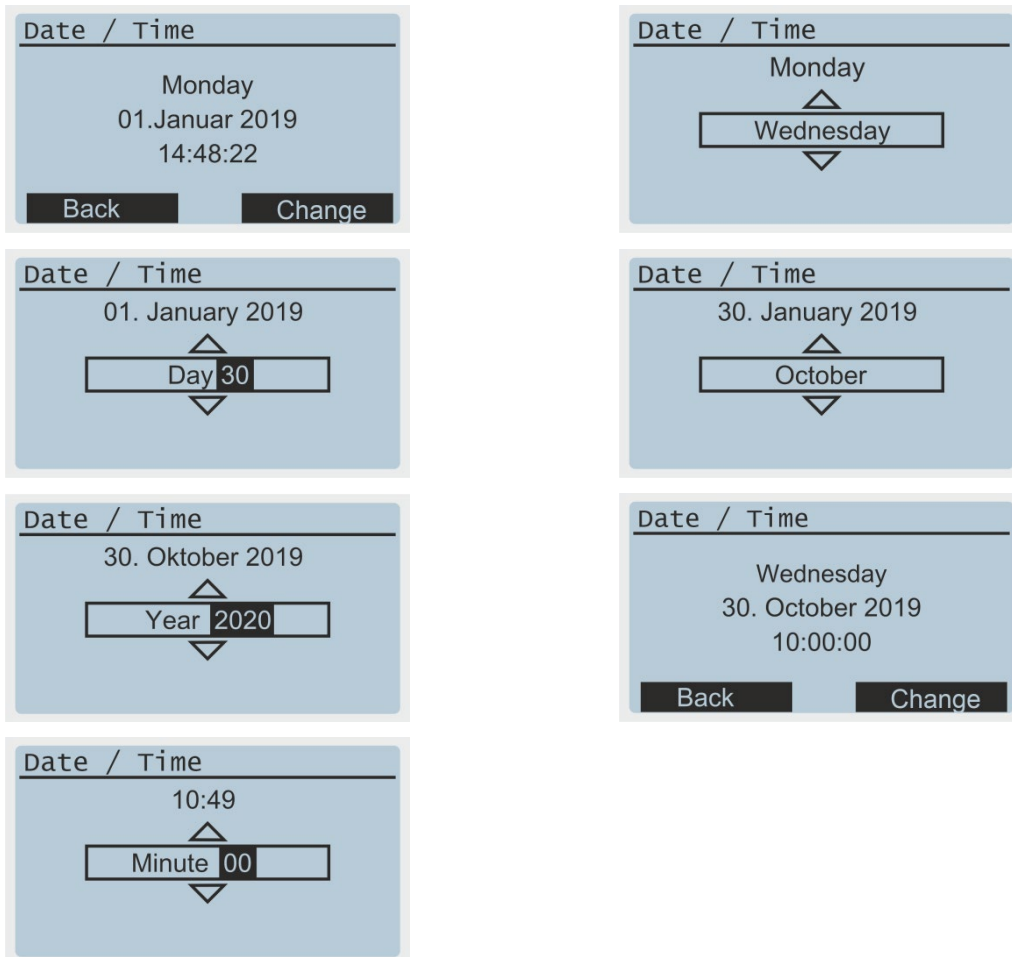 Date / Time
Monday
01.Januar 2019
14:48:22
Back Change
Date / Time
Monday
Wednesday
Date / Time
01. January 2019
Day 30
Date / Time
30. January 2019
October
Date / Time
30. Oktober 2019
Year 2020
Date / Time
Wednesday
30. October 2019
10:00:00
Back Change
Date / Time
10:49
Minute 00